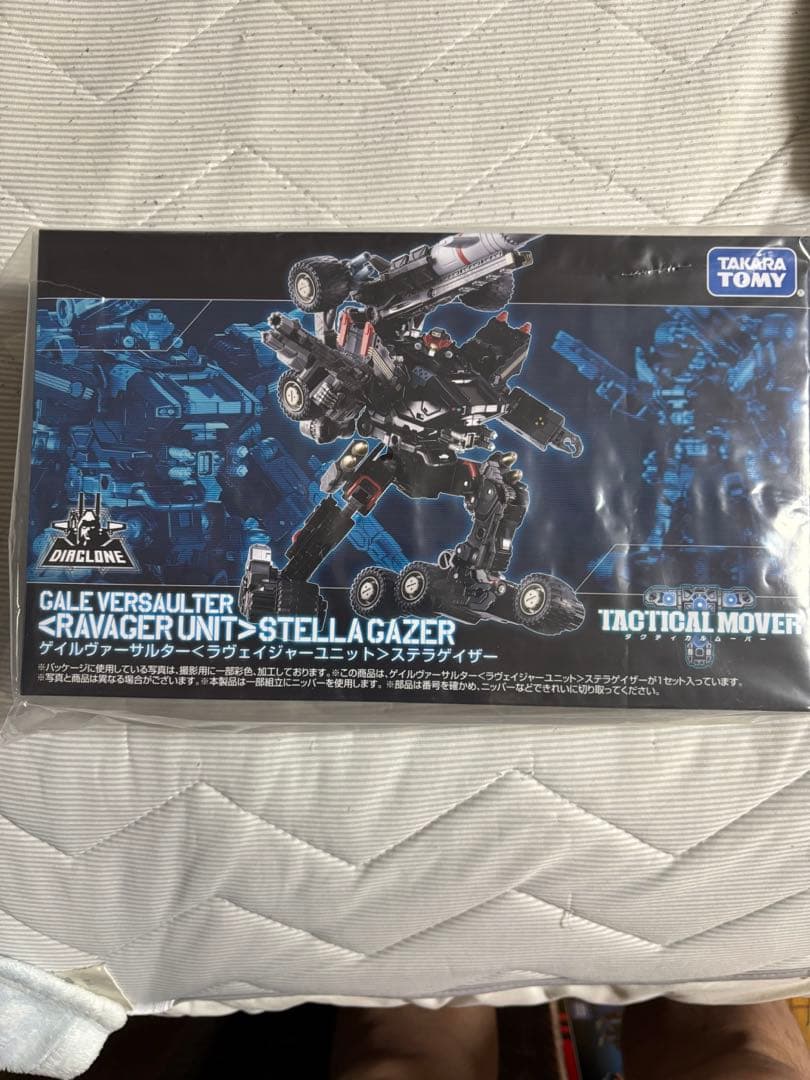 TAKARA
TOMY
DIACLONE
GALE VERSAULTER
<RAVAGER UNIT>STELLA GAZER
ゲイルヴァーサルター<ラヴェイジャーユニット>ステラゲイザー
TACTICAL MOVER
タクティカルムーバー
※パッケージに使用している写真は、撮影用に一部彩色、加工しております。※この商品は、ゲイルヴァーサルター<ラヴェイジャーユニット>ステラゲイザーが1セット入っています。
※写真と商品は異なる場合がございます。※本製品は一部組立にニッパーを使用します。※部品は番号を確かめ、ニッパーなどできれいに切り取ってください。